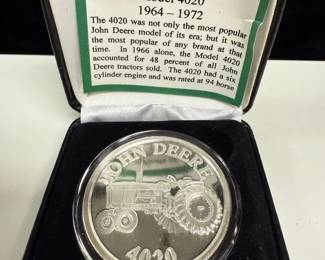 Model 4020
1964 – 1972
The 4020 was not only the most popular
John Deere model of its era; but it was
the most popular of any brand at that
time. In 1966 alone, the Model 4020
accounted for 48 percent of all John
Deere tractors sold. The 4020 had a six
cylinder engine and was rated at 94 horse
JOHN DEERE
4020